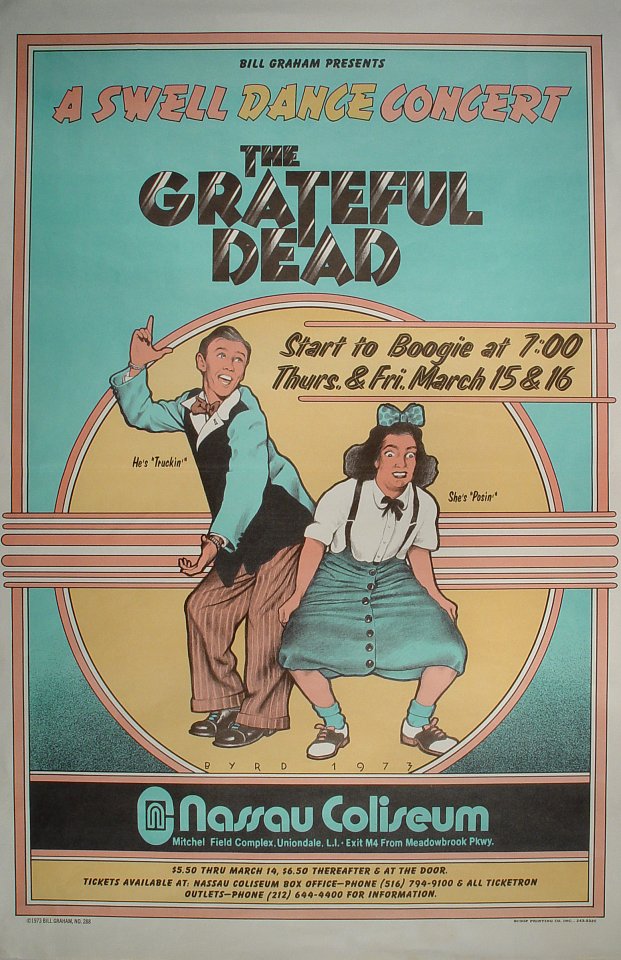 BILL GRAHAM PRESENTS
A SWELL DANCE CONCERT
THE
GRATEFUL
DEAD
Start to Boogie at 7:00
Thurs. & Fri. March 15 & 16
He's "Truckin'"
She's "Posin'"
BYRD 1973
Nassau Coliseum
Mitchel Field Complex, Uniondale, L.I. · Exit M4 From Meadowbrook Pkwy.
$5.50 THRU MARCH 14, $6.50 THEREAFTER & AT THE DOOR.
TICKETS AVAILABLE AT: NASSAU COLISEUM BOX OFFICE—PHONE (516) 794-9100 & ALL TICKETRON
OUTLETS—PHONE (212) 644-4400 FOR INFORMATION.
©1973 BILL GRAHAM, NO. 288